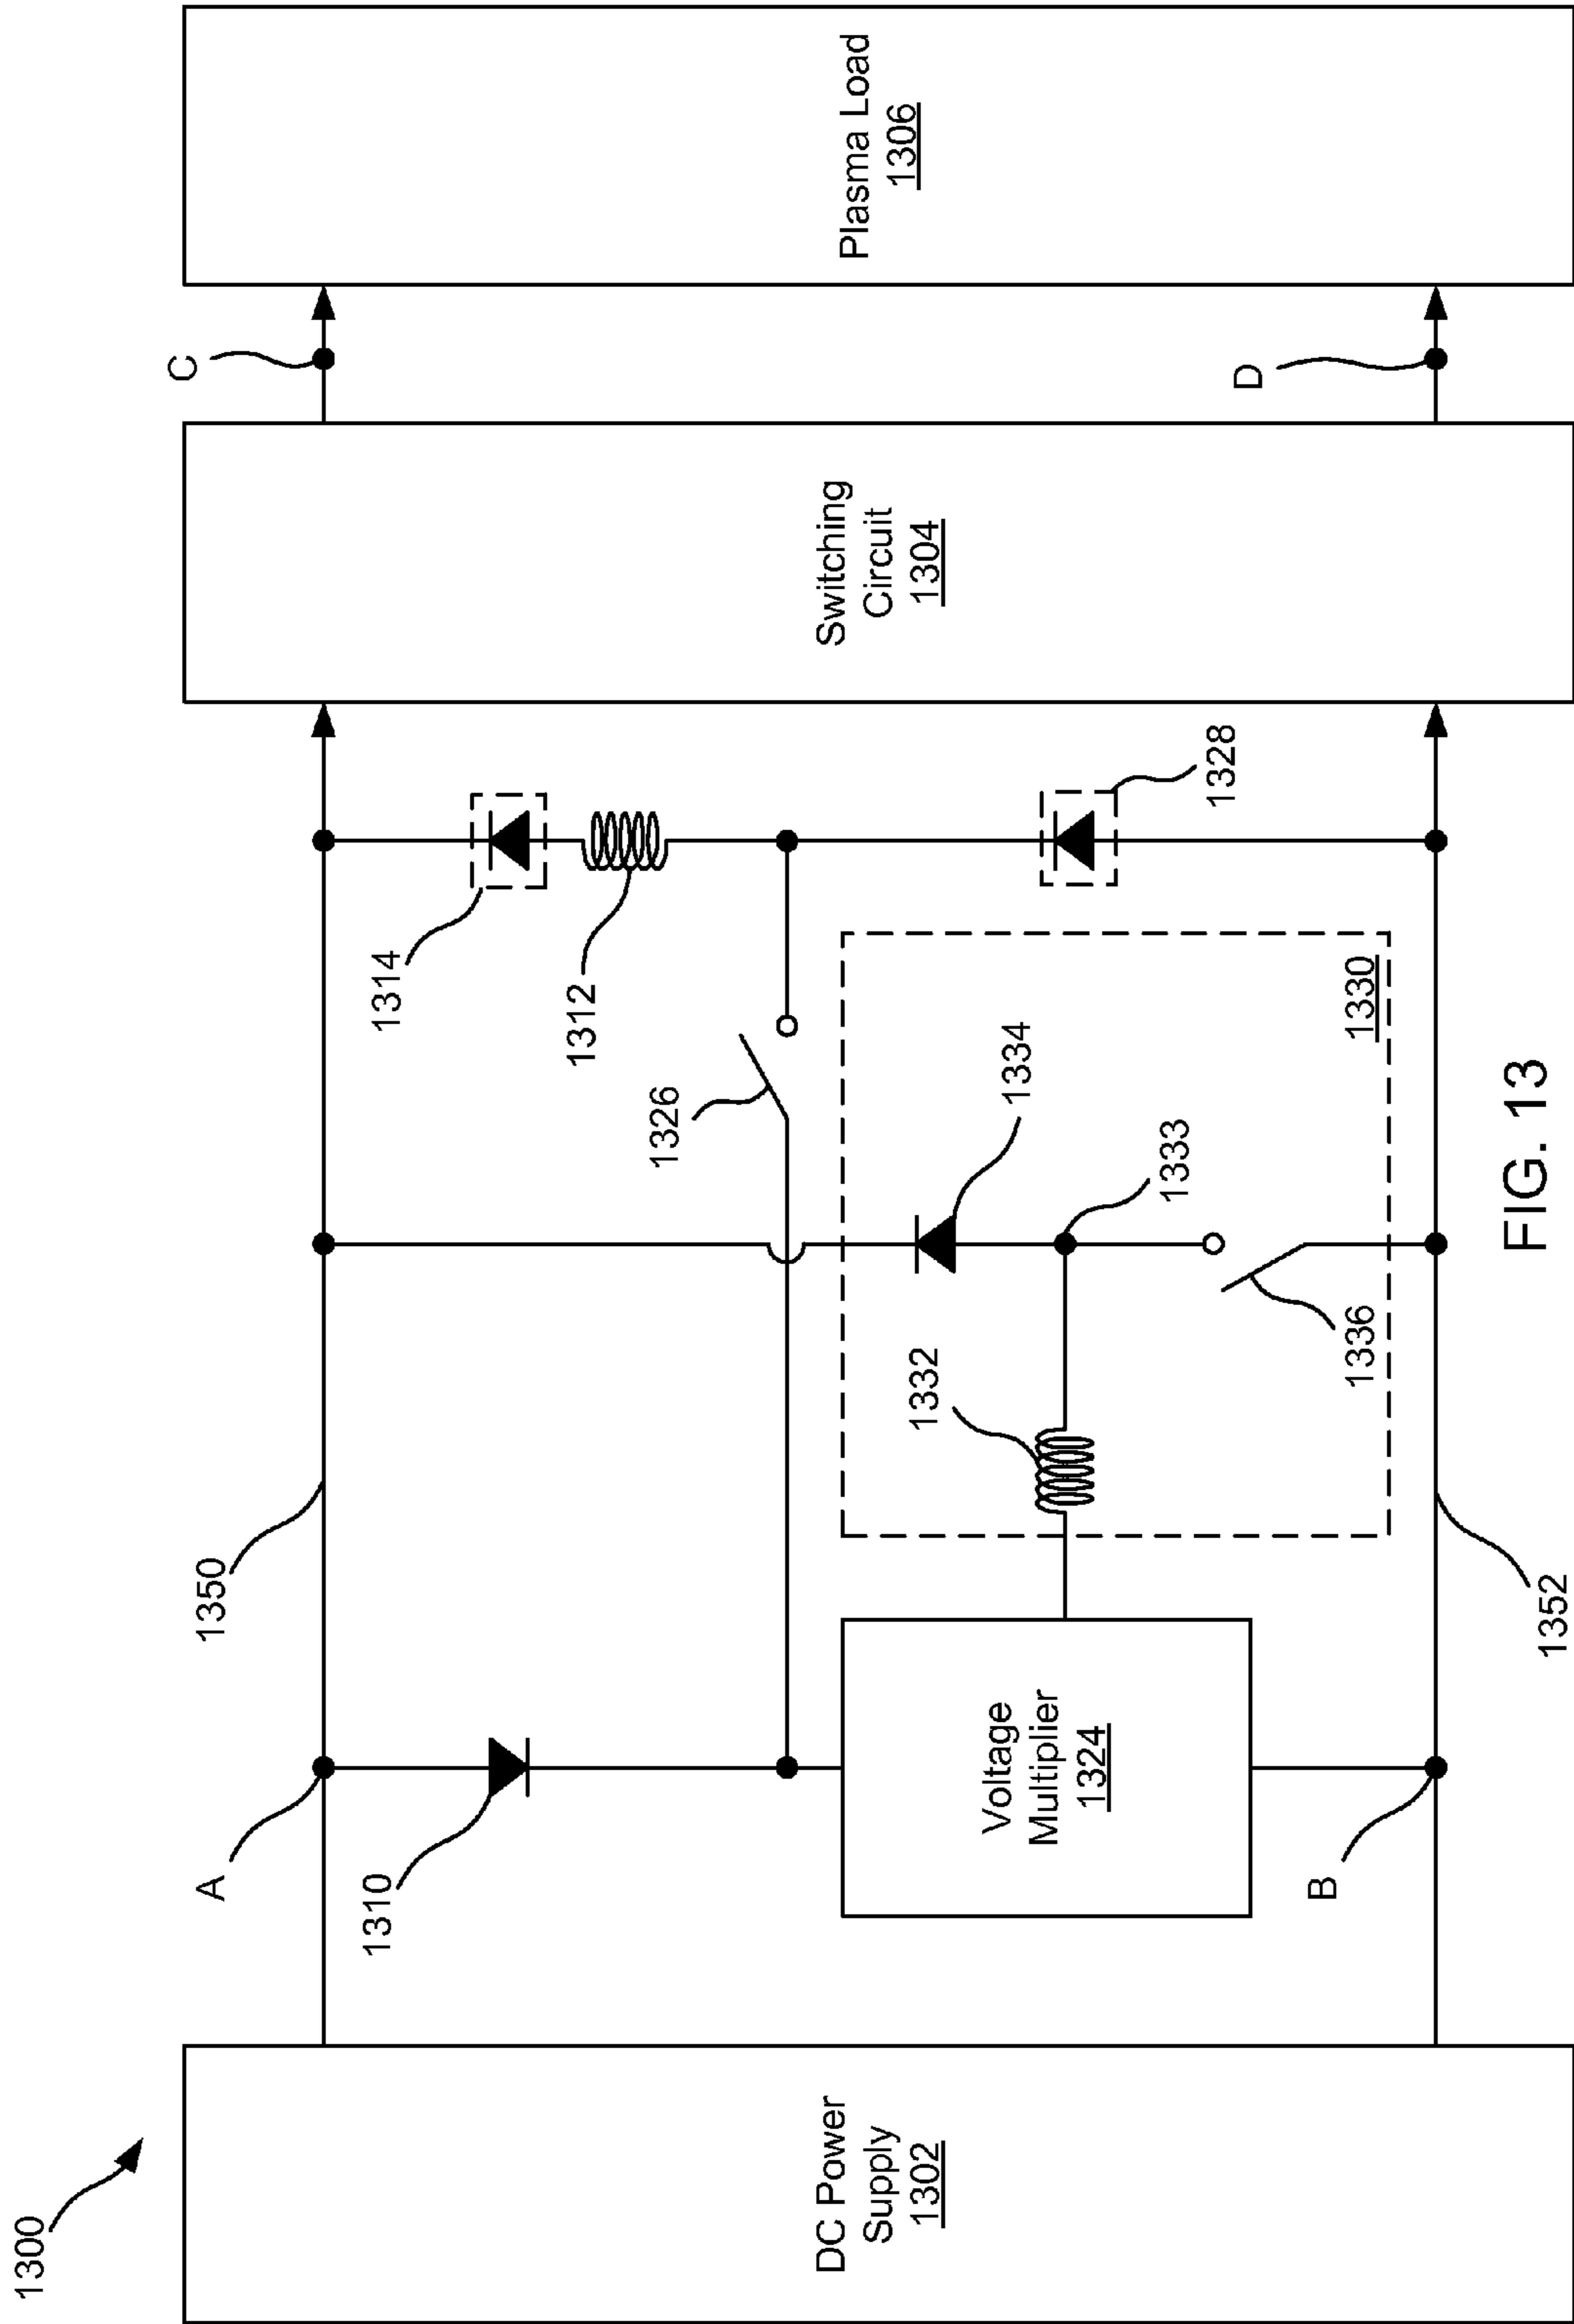 1300
DC Power
Supply
1302
A
1350
1310
Voltage
Multiplier
1324
B
1352
1332
1326
1334
1333
1336
1330
1314
1312
1328
Switching
Circuit
1304
C
D
Plasma Load
1306
FIG. 13